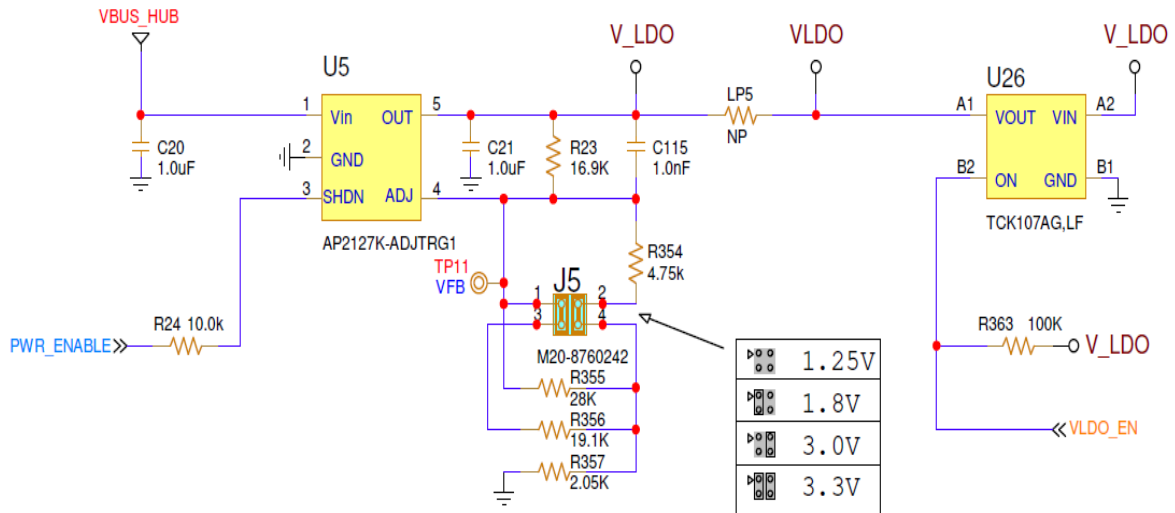 VBUS_HUB
V_LDO
VLDO
V_LDO
U5
U26
LP5
NP
1
Vin
OUT
5
A1
VOUT
VIN
A2
C20
1.0uF
2
GND
C21
1.0uF
R23
16.9K
C115
1.0nF
3
SHDN
ADJ
4
B2
ON
GND
B1
AP2127K-ADJTRG1
TCK107AG,LF
R354
4.75k
TP11
VFB
J5
1
2
3
4
R24 10.0k
PWR_ENABLE
M20-8760242
R363 100K
V_LDO
R355
28K
R356
19.1K
R357
2.05K
1.25V
1.8V
3.0V
3.3V
VLDO_EN